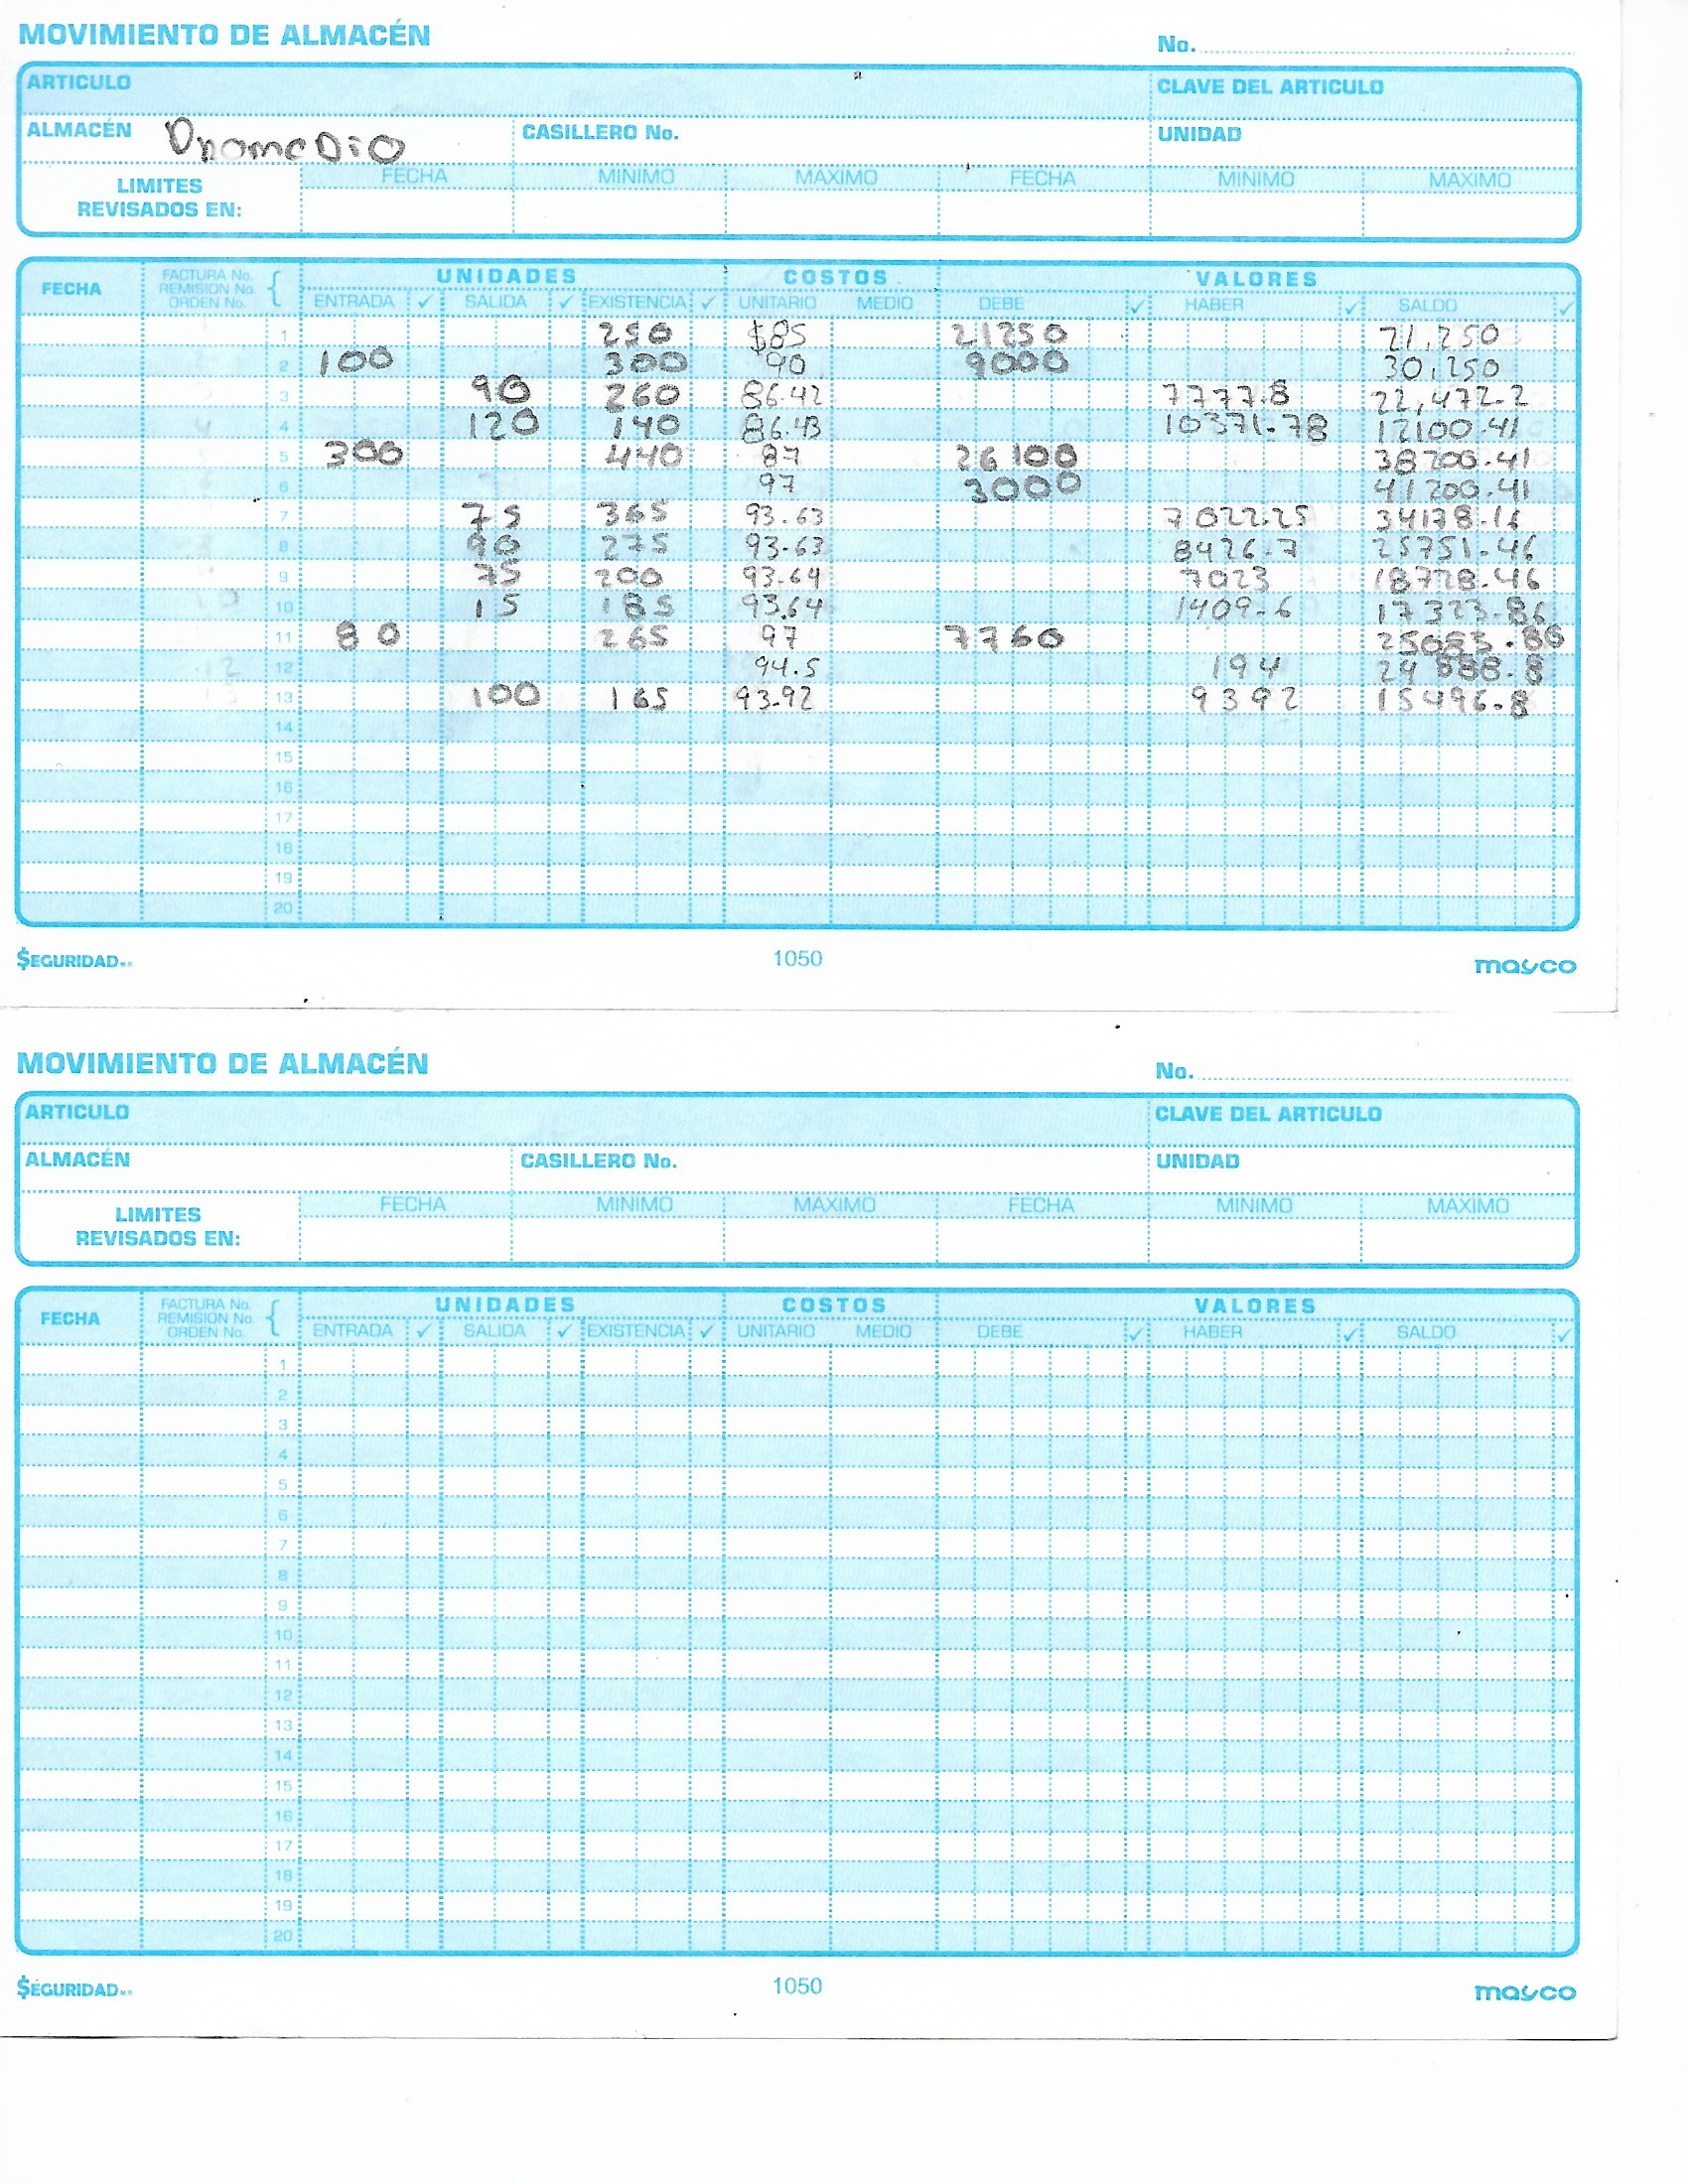 MOVIMIENTO DE ALMACÉN No.
ARTICULO CLAVE DEL ARTICULO
ALMACÉN Promedio CASILLERO No. UNIDAD
LIMITES REVISADOS EN: FECHA MINIMO MAXIMO FECHA MINIMO MAXIMO
FECHA FACTURA No. REMISION No. ORDEN No. { UNIDADES COSTOS VALORES
ENTRADA ✓ SALIDA ✓ EXISTENCIA ✓ UNITARIO MEDIO DEBE ✓ HABER ✓ SALDO ✓
1 250 $85 21250 21,250
2 100 300 90 9000 30,250
3 90 260 86.42 7777.8 22,472.2
4 120 140 86.43 10371.78 12100.41
5 300 440 87 26100 38200.41
6 97 3000 41200.41
7 75 365 93.63 7022.25 34178.16
8 90 275 93.63 8426.7 25751.46
9 75 200 93.64 7023 18728.46
10 15 185 93.64 1409.6 17323.86
11 80 265 97 7760 25083.86
12 94.5 194 24888.8
13 100 165 93.92 9392 15496.8
14
15
16
17
18
19
20
$EGURIDAD M.R. 1050 masco
MOVIMIENTO DE ALMACÉN No.
ARTICULO CLAVE DEL ARTICULO
ALMACÉN CASILLERO No. UNIDAD
LIMITES REVISADOS EN: FECHA MINIMO MAXIMO FECHA MINIMO MAXIMO
FECHA FACTURA No. REMISION No. ORDEN No. { UNIDADES COSTOS VALORES
ENTRADA ✓ SALIDA ✓ EXISTENCIA ✓ UNITARIO MEDIO DEBE ✓ HABER ✓ SALDO ✓
1
2
3
4
5
6
7
8
9
10
11
12
13
14
15
16
17
18
19
20
$EGURIDAD M.R. 1050 masco